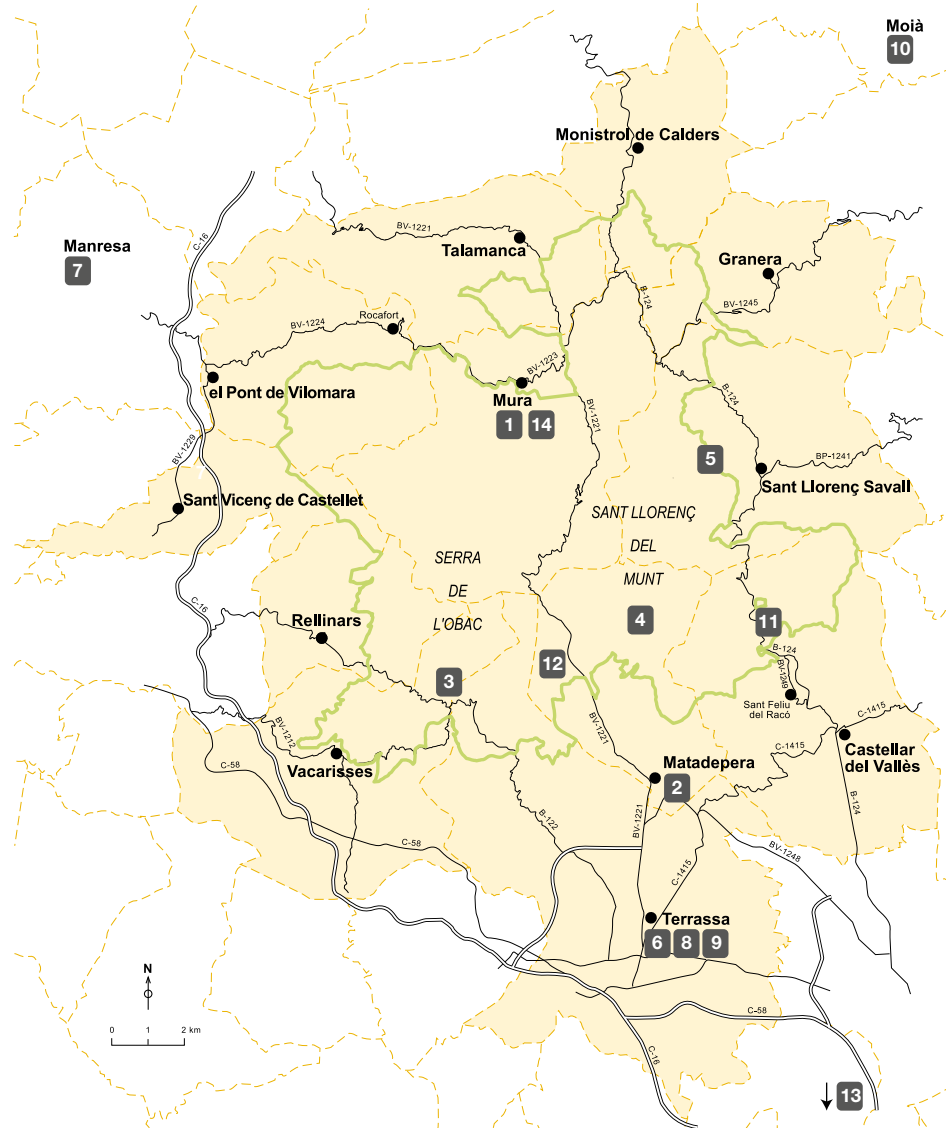 Moià
10
Monistrol de Calders
C-16
BV-1221
Talamanca
Manresa
7
Granera
B-124
BV-1245
Rocafort
BV-1224
BV-1223
el Pont de Vilomara
Mura
1 14
B-124
BV-1221
BV-1229
5
BP-1241
Sant Llorenç Savall
Sant Vicenç de Castellet
SANT LLORENÇ
DEL
MUNT
SERRA
DE
L'OBAC
C-16
4
11
Rellinars
B-124
BV-1249
12
3
Sant Feliu
del Racó
BV-1221
C-1415
BV-1212
Vacarisses
C-1415
Castellar
del Vallès
C-58
Matadepera
2
B-122
BV-1221
B-124
C-58
BV-1248
C-1415
Terrassa
6 8 9
N
0 1 2 km
C-58
C-16
13